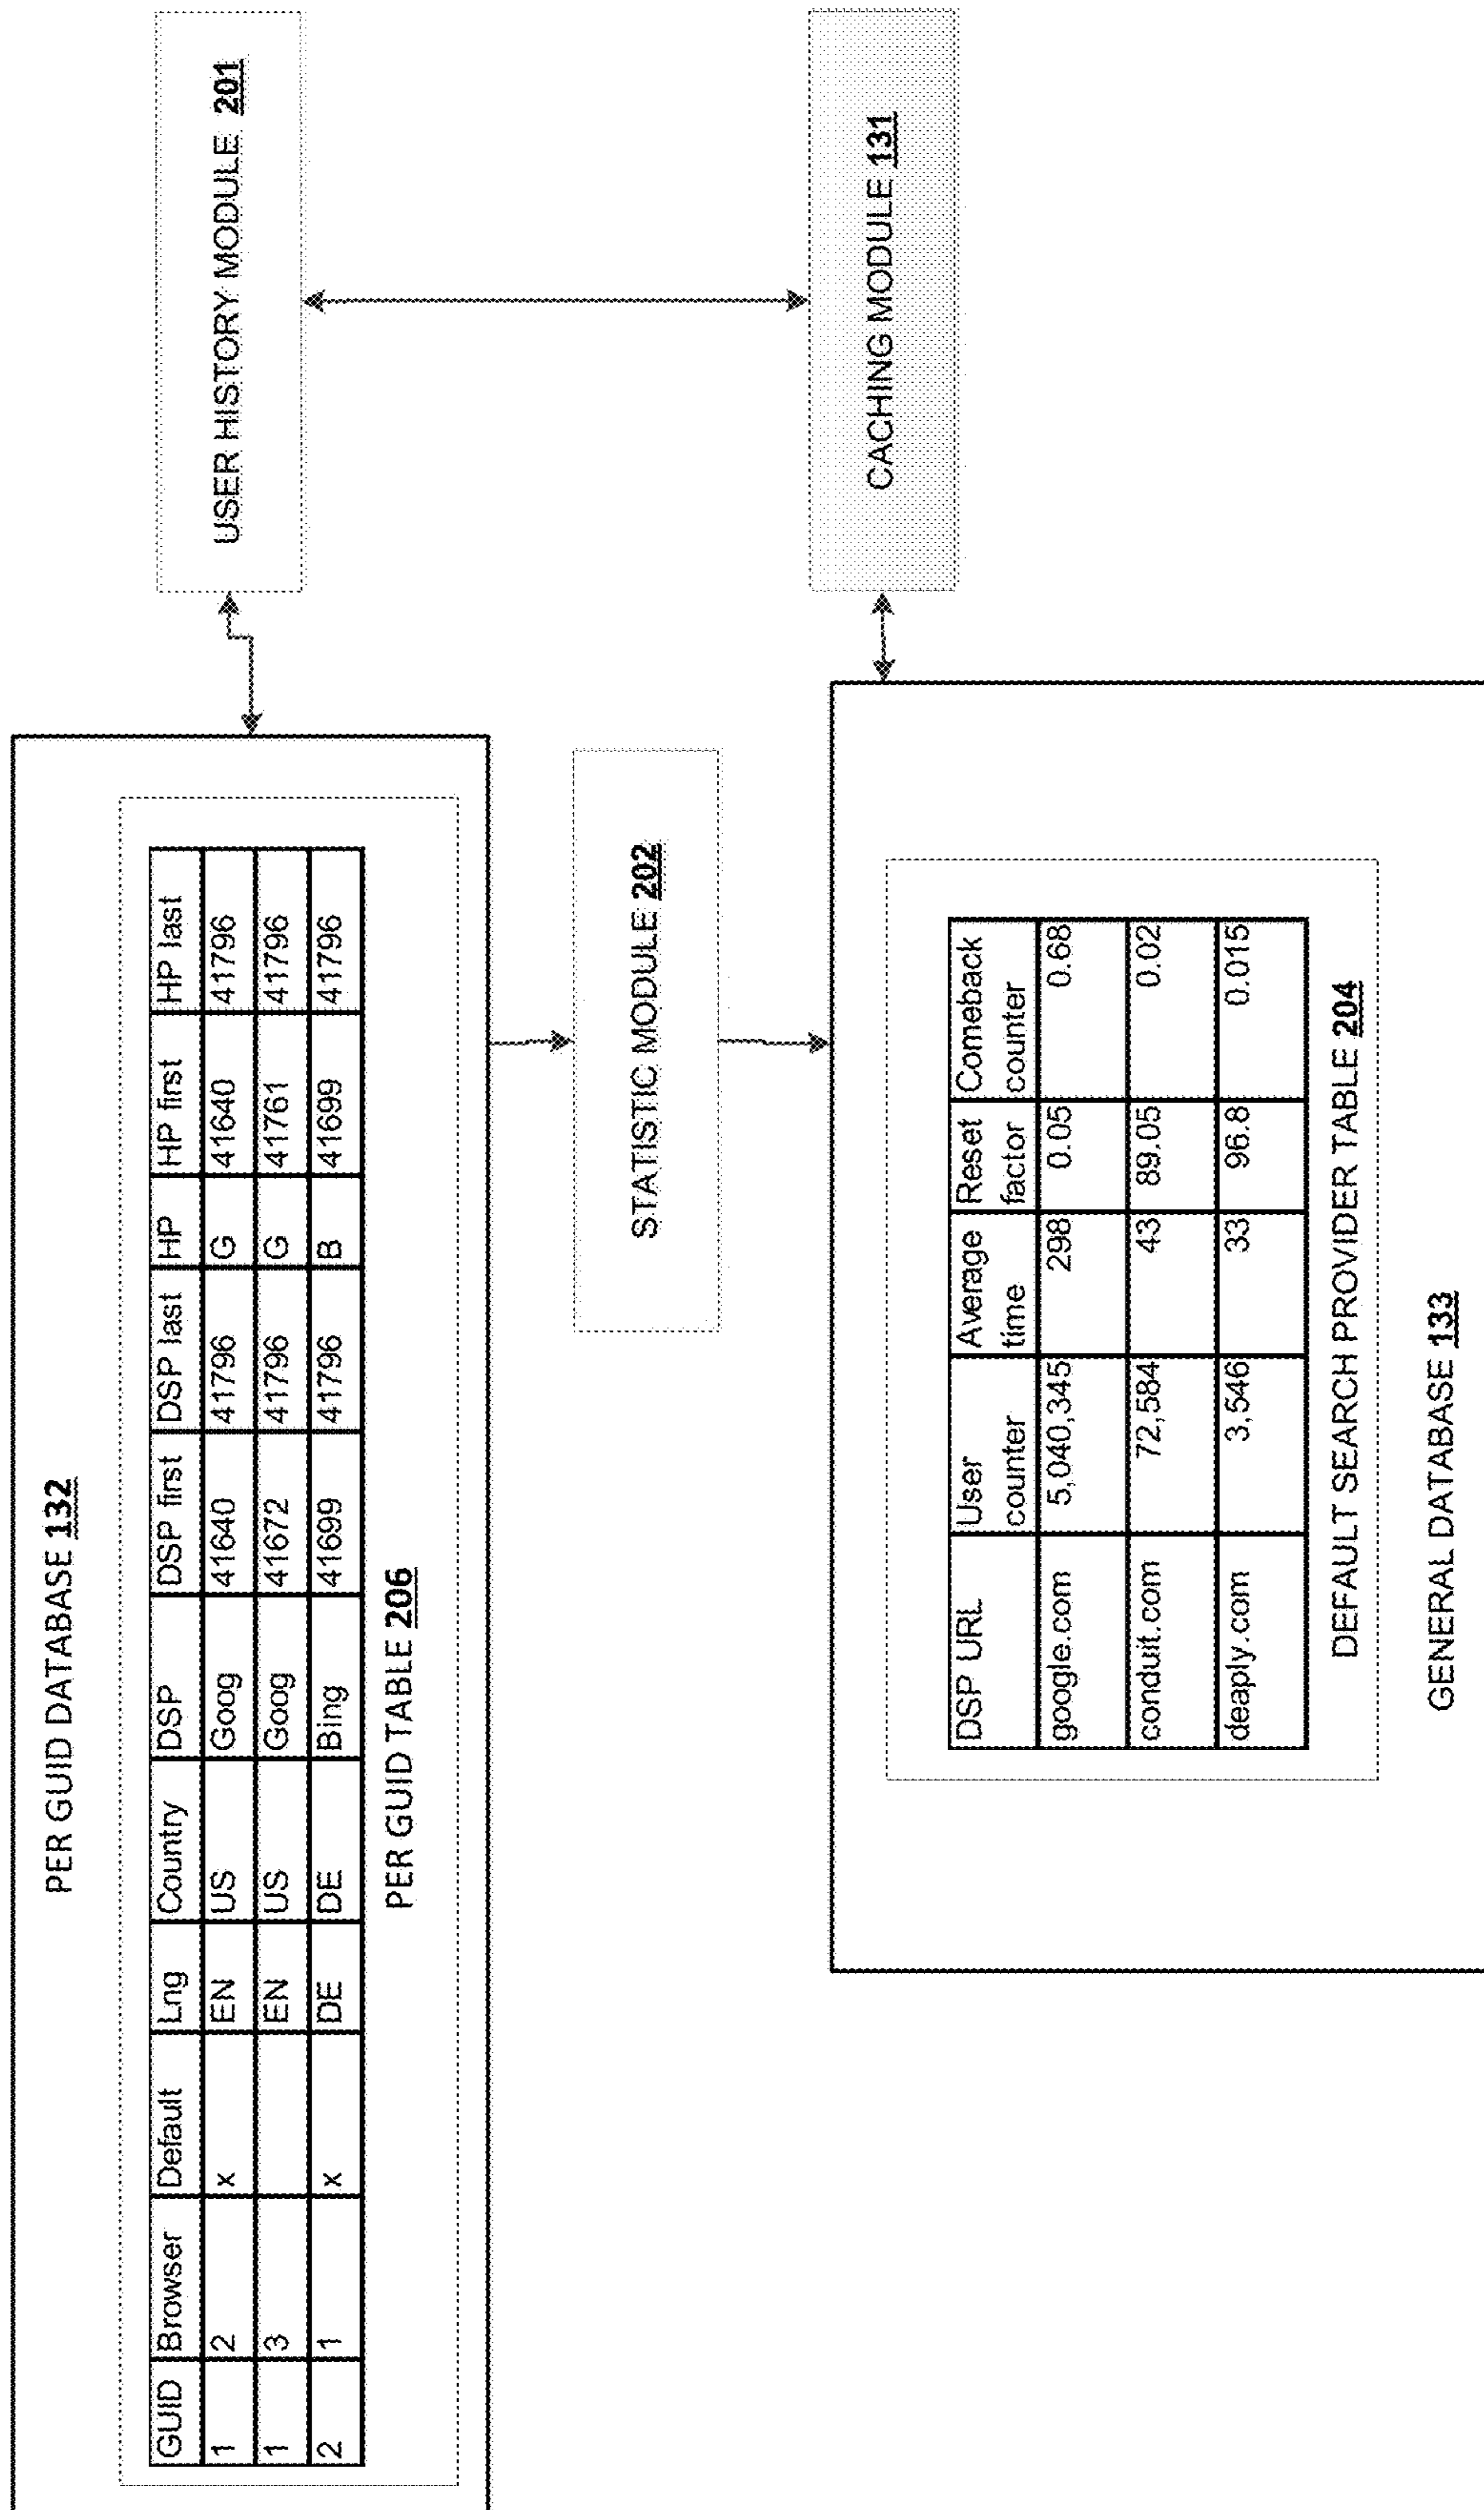 PER GUID DATABASE 132
GUID Browser Default Lng Country DSP DSP first DSP last HP HP first HP last
1 2 x EN US Goog 41640 41796 G 41640 41796
1 3 EN US Goog 41672 41796 G 41761 41796
2 1 x DE DE Bing 41699 41796 B 41699 41796
PER GUID TABLE 206
USER HISTORY MODULE 201
STATISTIC MODULE 202
CACHING MODULE 131
DSP URL User counter Average time Reset factor Comeback counter
google.com 5,040,345 298 0.05 0.68
conduit.com 72,584 43 89.05 0.02
deaply.com 3,546 33 96.8 0.015
DEFAULT SEARCH PROVIDER TABLE 204
GENERAL DATABASE 133